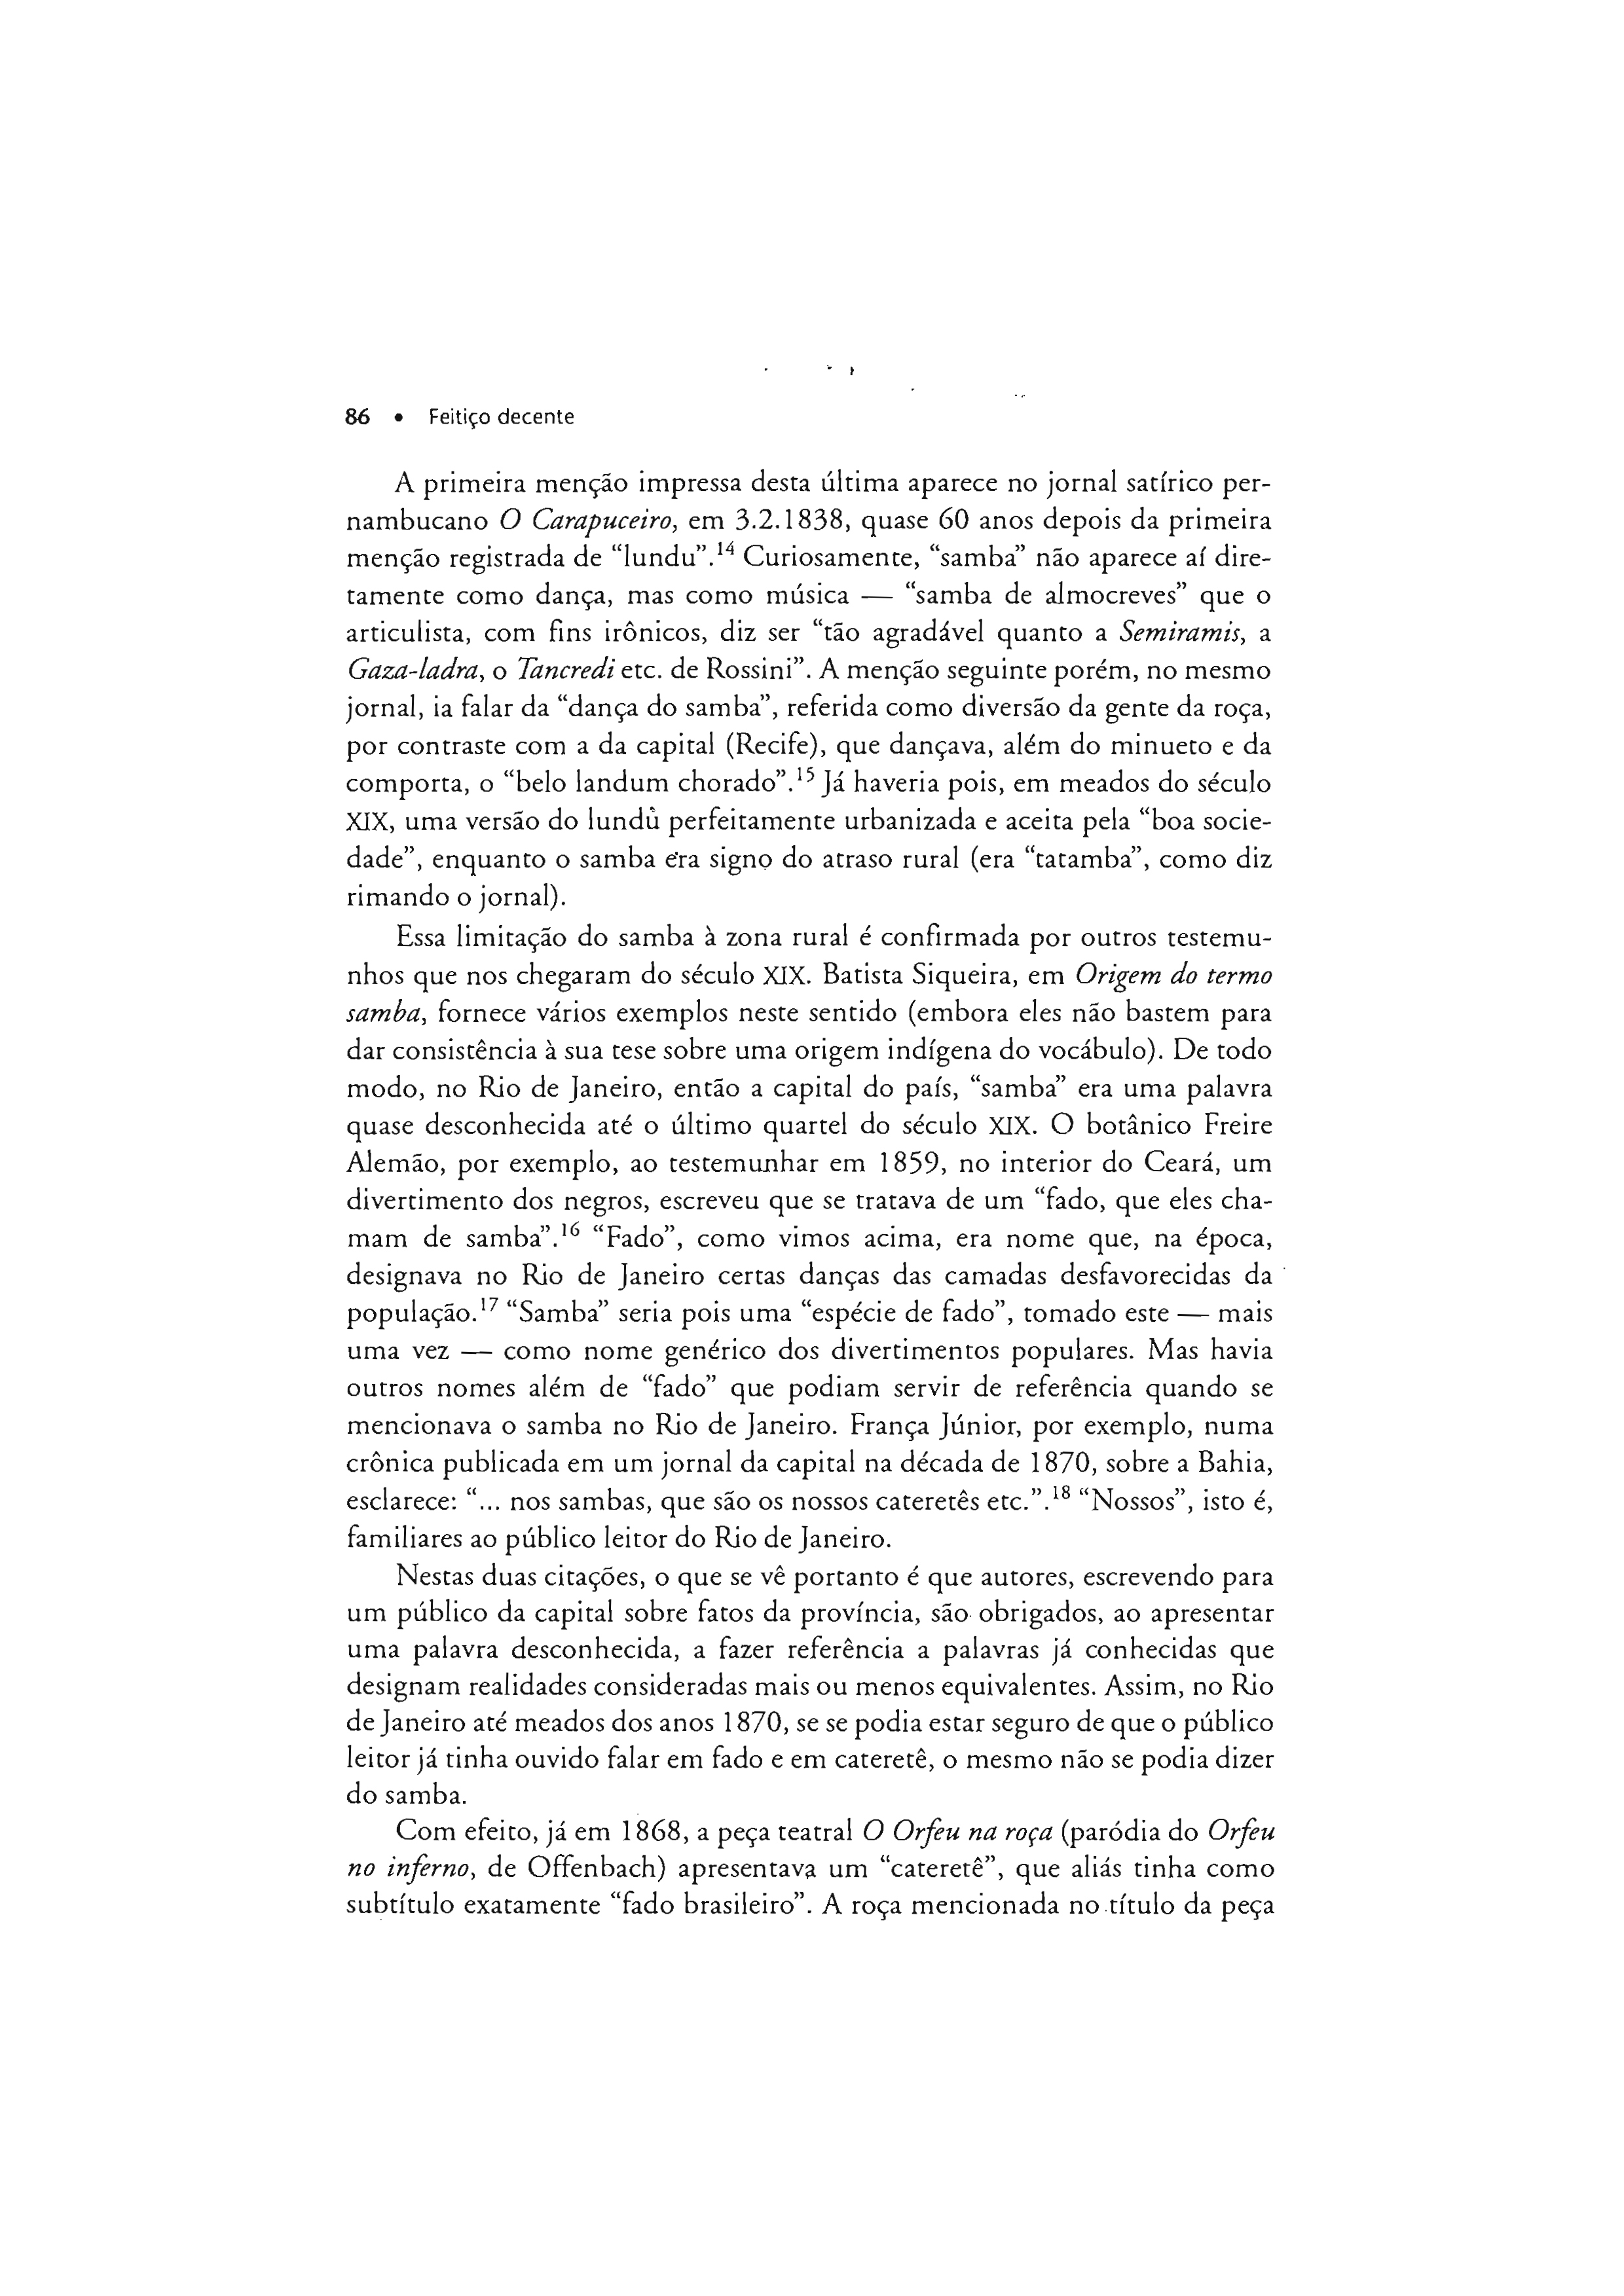 86 • Feitiço decente
A primeira menção impressa desta última aparece no jornal satírico per-
nambucano O Carapuceiro, em 3.2.1838, quase 60 anos depois da primeira
menção registrada de “lundu”.14 Curiosamente, “samba” não aparece aí dire-
tamente como dança, mas como música — “samba de almocreves” que o
articulista, com fins irônicos, diz ser “tão agradável quanto a Semiramis, a
Gaza-ladra, o Tancredi etc. de Rossini”. A menção seguinte porém, no mesmo
jornal, ia falar da “dança do samba”, referida como diversão da gente da roça,
por contraste com a da capital (Recife), que dançava, além do minueto e da
comporta, o “belo landum chorado”.15 Já haveria pois, em meados do século
XIX, uma versão do lundu perfeitamente urbanizada e aceita pela “boa socie-
dade”, enquanto o samba era signo do atraso rural (era “tatamba”, como diz
rimando o jornal).
Essa limitação do samba à zona rural é confirmada por outros testemu-
nhos que nos chegaram do século XIX. Batista Siqueira, em Origem do termo
samba, fornece vários exemplos neste sentido (embora eles não bastem para
dar consistência à sua tese sobre uma origem indígena do vocábulo). De todo
modo, no Rio de Janeiro, então a capital do país, “samba” era uma palavra
quase desconhecida até o último quartel do século XIX. O botânico Freire
Alemão, por exemplo, ao testemunhar em 1859, no interior do Ceará, um
divertimento dos negros, escreveu que se tratava de um “fado, que eles cha-
mam de samba”.16 “Fado”, como vimos acima, era nome que, na época,
designava no Rio de Janeiro certas danças das camadas desfavorecidas da
população.17 “Samba” seria pois uma “espécie de fado”, tomado este — mais
uma vez — como nome genérico dos divertimentos populares. Mas havia
outros nomes além de “fado” que podiam servir de referência quando se
mencionava o samba no Rio de Janeiro. França Júnior, por exemplo, numa
crônica publicada em um jornal da capital na década de 1870, sobre a Bahia,
esclarece: “... nos sambas, que são os nossos cateretês etc.”.18 “Nossos”, isto é,
familiares ao público leitor do Rio de Janeiro.
Nestas duas citações, o que se vê portanto é que autores, escrevendo para
um público da capital sobre fatos da província, são obrigados, ao apresentar
uma palavra desconhecida, a fazer referência a palavras já conhecidas que
designam realidades consideradas mais ou menos equivalentes. Assim, no Rio
de Janeiro até meados dos anos 1870, se se podia estar seguro de que o público
leitor já tinha ouvido falar em fado e em cateretê, o mesmo não se podia dizer
do samba.
Com efeito, já em 1868, a peça teatral O Orfeu na roça (paródia do Orfeu
no inferno, de Offenbach) apresentava um “cateretê”, que aliás tinha como
subtítulo exatamente “fado brasileiro”. A roça mencionada no título da peça